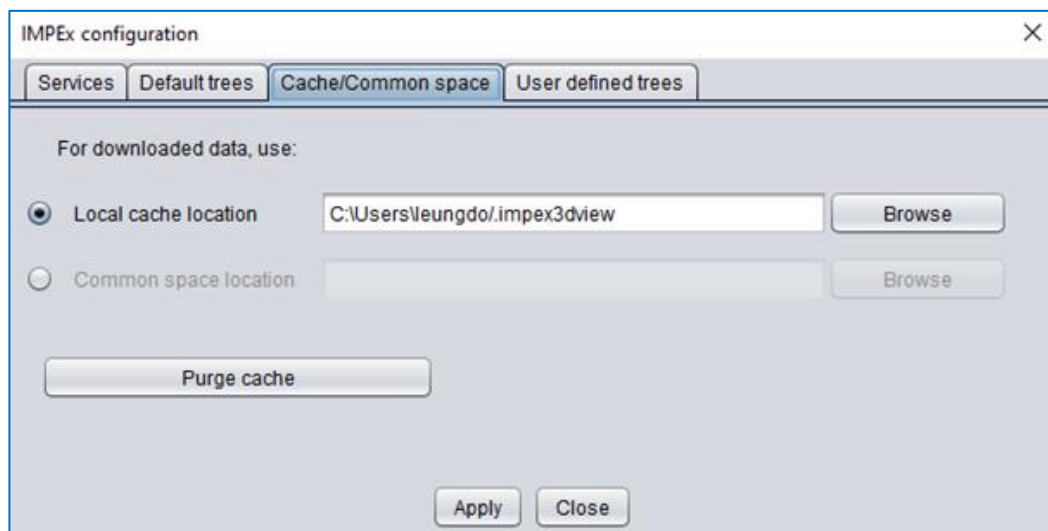 IMPEx configuration
Services Default trees Cache/Common space User defined trees
For downloaded data, use:
Local cache location C:\Users\leungdo/.impex3dview Browse
Common space location Browse
Purge cache
Apply Close